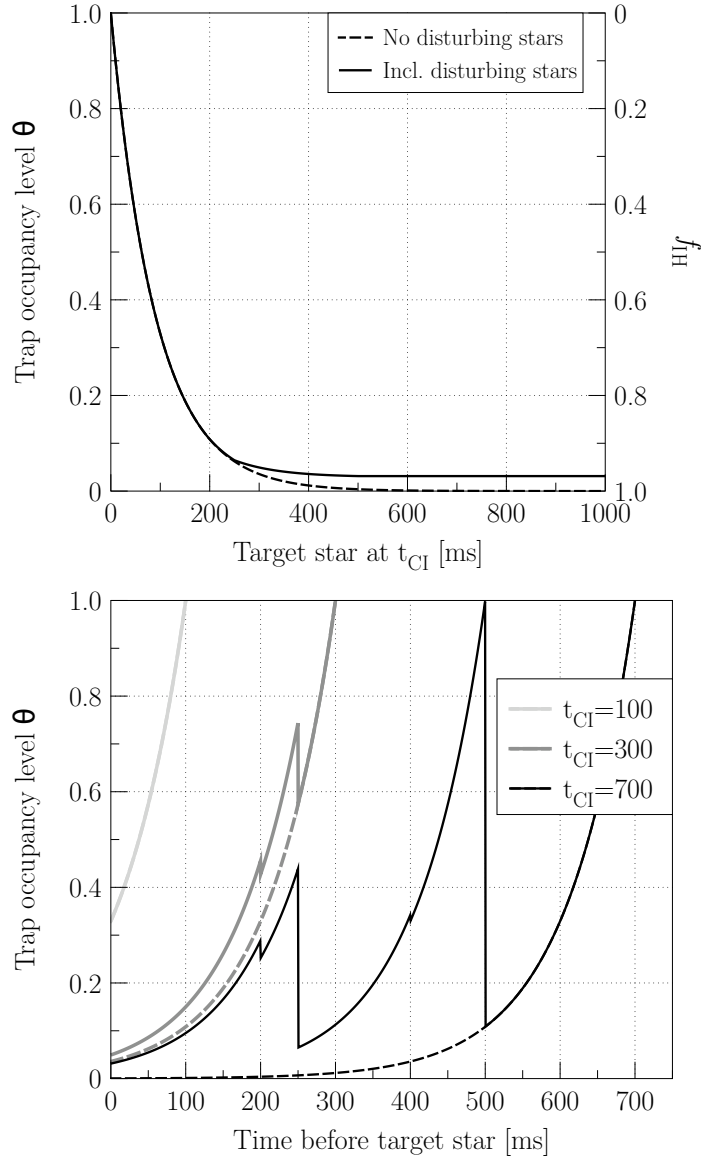 No disturbing stars
Incl. disturbing stars
1.0
0.8
0.6
0.4
0.2
0
Trap occupancy level θ
0
0.2
0.4
0.6
0.8
1.0
f_IH
0 200 400 600 800 1000
Target star at t_CI [ms]
1.0
0.8
0.6
0.4
0.2
0
Trap occupancy level θ
t_CI=100
t_CI=300
t_CI=700
0 100 200 300 400 500 600 700
Time before target star [ms]